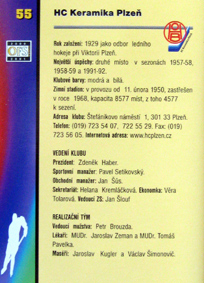 55
HC Keramika Plzeň
Rok založení: 1929 jako odbor ledního
hokeje při Viktorii Plzeň.
Největší úspěchy: druhé místo v sezonách 1957-58,
1958-59 a 1991-92.
Klubové barvy: modrá a bílá.
Zimní stadion: v provozu od 11. února 1950, zastřešen
v roce 1968, kapacita 8577 míst, z toho 4577
k sezení.
Adresa klubu: Štefánikovo náměstí 1, 301 33 Plzeň.
Telefon: (019) 723 54 07, 722 55 29. Fax: (019)
723 56 05. Internetová adresa: www.hcplzen.cz
VEDENÍ KLUBU
Prezident: Zdeněk Haber.
Sportovní manažer: Pavel Setikovský.
Obchodní manažer: Jan Šůs.
Sekretariát: Helena Kremláčková. Ekonomka: Věra
Tolarová. Vedoucí ZS: Jan Šlouf
REALIZAČNÍ TÝM
Vedoucí mužstva: Petr Brouzda.
Lékaři: MUDr. Jaroslav Zeman a MUDr. Tomáš
Pavelka.
Maséři: Jaroslav Kugler a Václav Šimonovič.